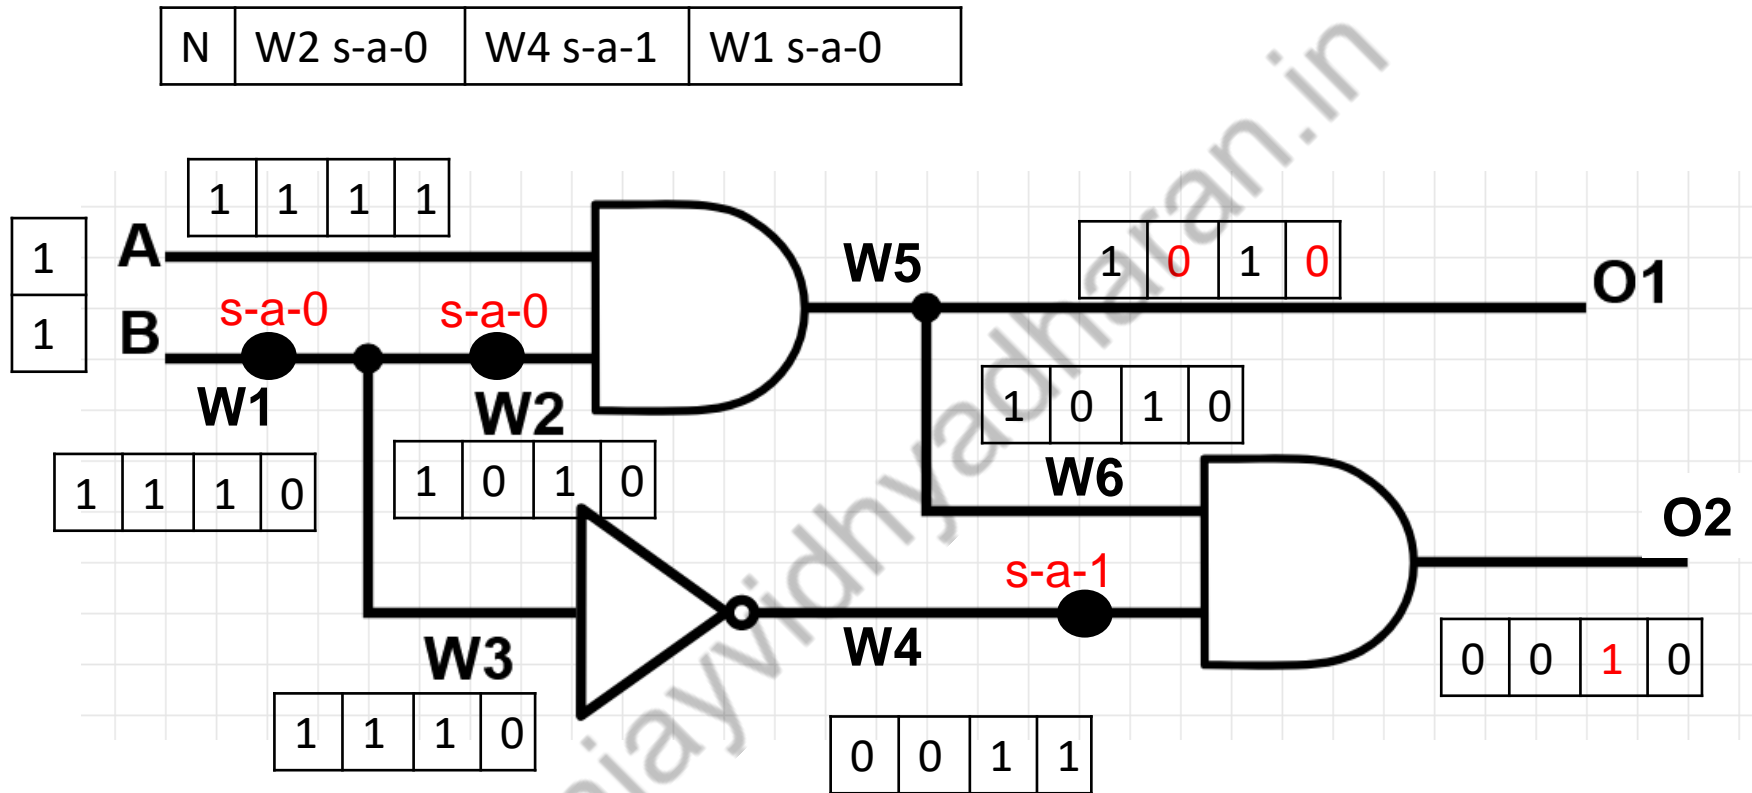 N W2 s-a-0 W4 s-a-1 W1 s-a-0
1 1 1 1
1 A
1 B
s-a-0 s-a-0
W1 W2
W5
1 0 1 0
O1
1 1 1 0
1 0 1 0
1 0 1 0
W6
O2
s-a-1
W3
W4
0 0 1 0
1 1 1 0
0 0 1 1